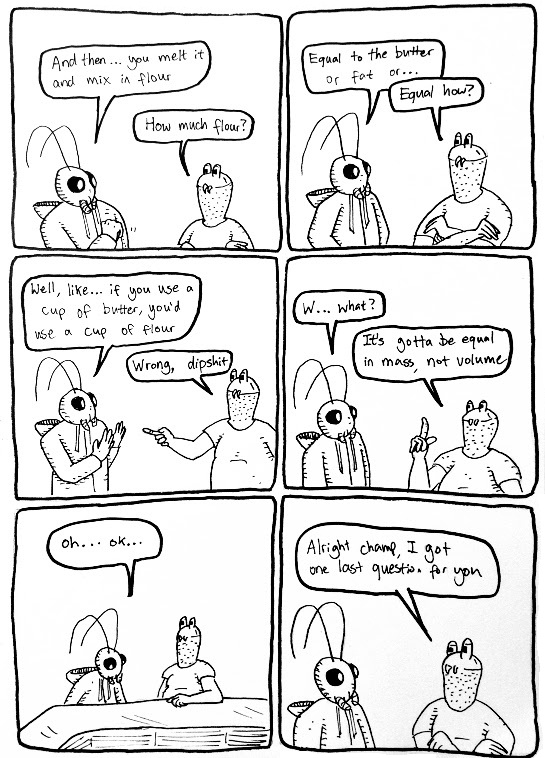 And then... you melt it
and mix in flour
How much flour?
Equal to the butter
or fat or...
Equal how?
Well, like... if you use a
cup of butter, you'd
use a cup of flour
Wrong, dipshit
W... what?
It's gotta be equal
in mass, not volume
Oh... ok...
Alright champ, I got
one last question for you